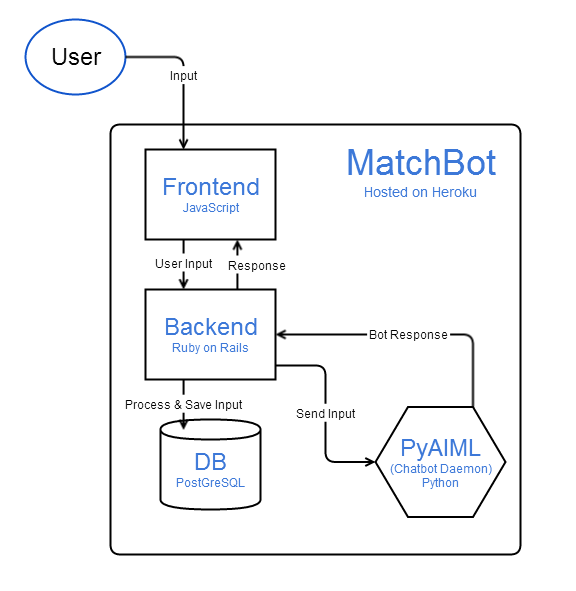 User
Input
MatchBot
Hosted on Heroku
Frontend
JavaScript
User Input
Response
Backend
Ruby on Rails
Bot Response
Process & Save Input
Send Input
DB
PostGreSQL
PyAIML
(Chatbot Daemon)
Python